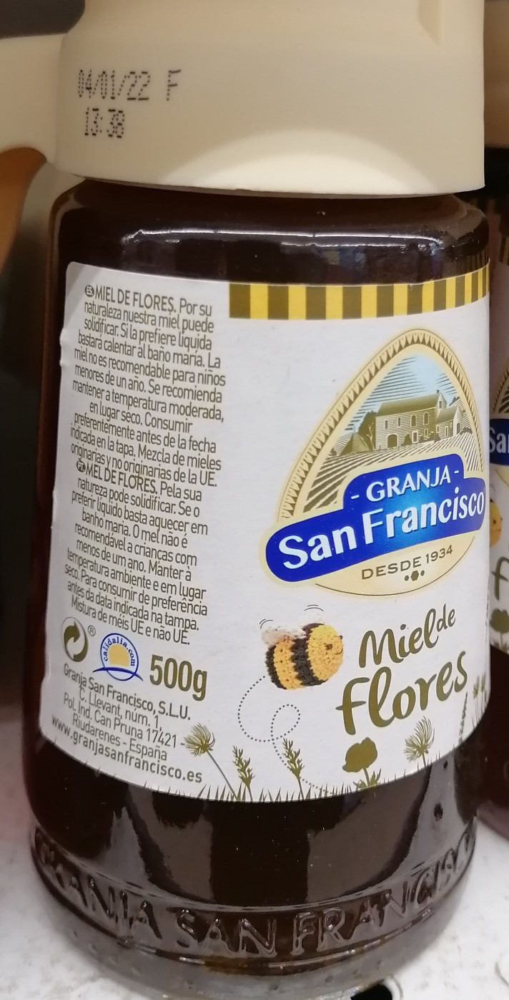 04/01/22 F
13:38
ES MIEL DE FLORES. Por su
naturaleza nuestra miel puede
solidificar. Si la prefiere líquida
bastará calentar al baño maría. La
miel no es recomendable para niños
menores de un año. Se recomienda
mantener a temperatura moderada,
en lugar seco. Consumir
preferentemente antes de la fecha
indicada en la tapa. Mezcla de mieles
originarias y no originarias de la UE.
PT MEL DE FLORES. Pela sua
natureza pode solidificar. Se o
preferir líquido basta aquecer em
banho maria. O mel não é
recomendável a crianças com
menos de um ano. Manter à
temperatura ambiente e em lugar
seco. Para consumir de preferência
antes da data indicada na tampa.
Mistura de méis UE e não UE.
®
calidalia.com
500g
Granja San Francisco, S.L.U.
C. Llevant, núm. 1,
Pol. Ind. Can Pruna 17421 -
Riudarenes - España
www.granjasanfrancisco.es
- GRANJA -
San Francisco
DESDE 1934
Miel de
flores
GRANJA SAN FRANCISCO
San